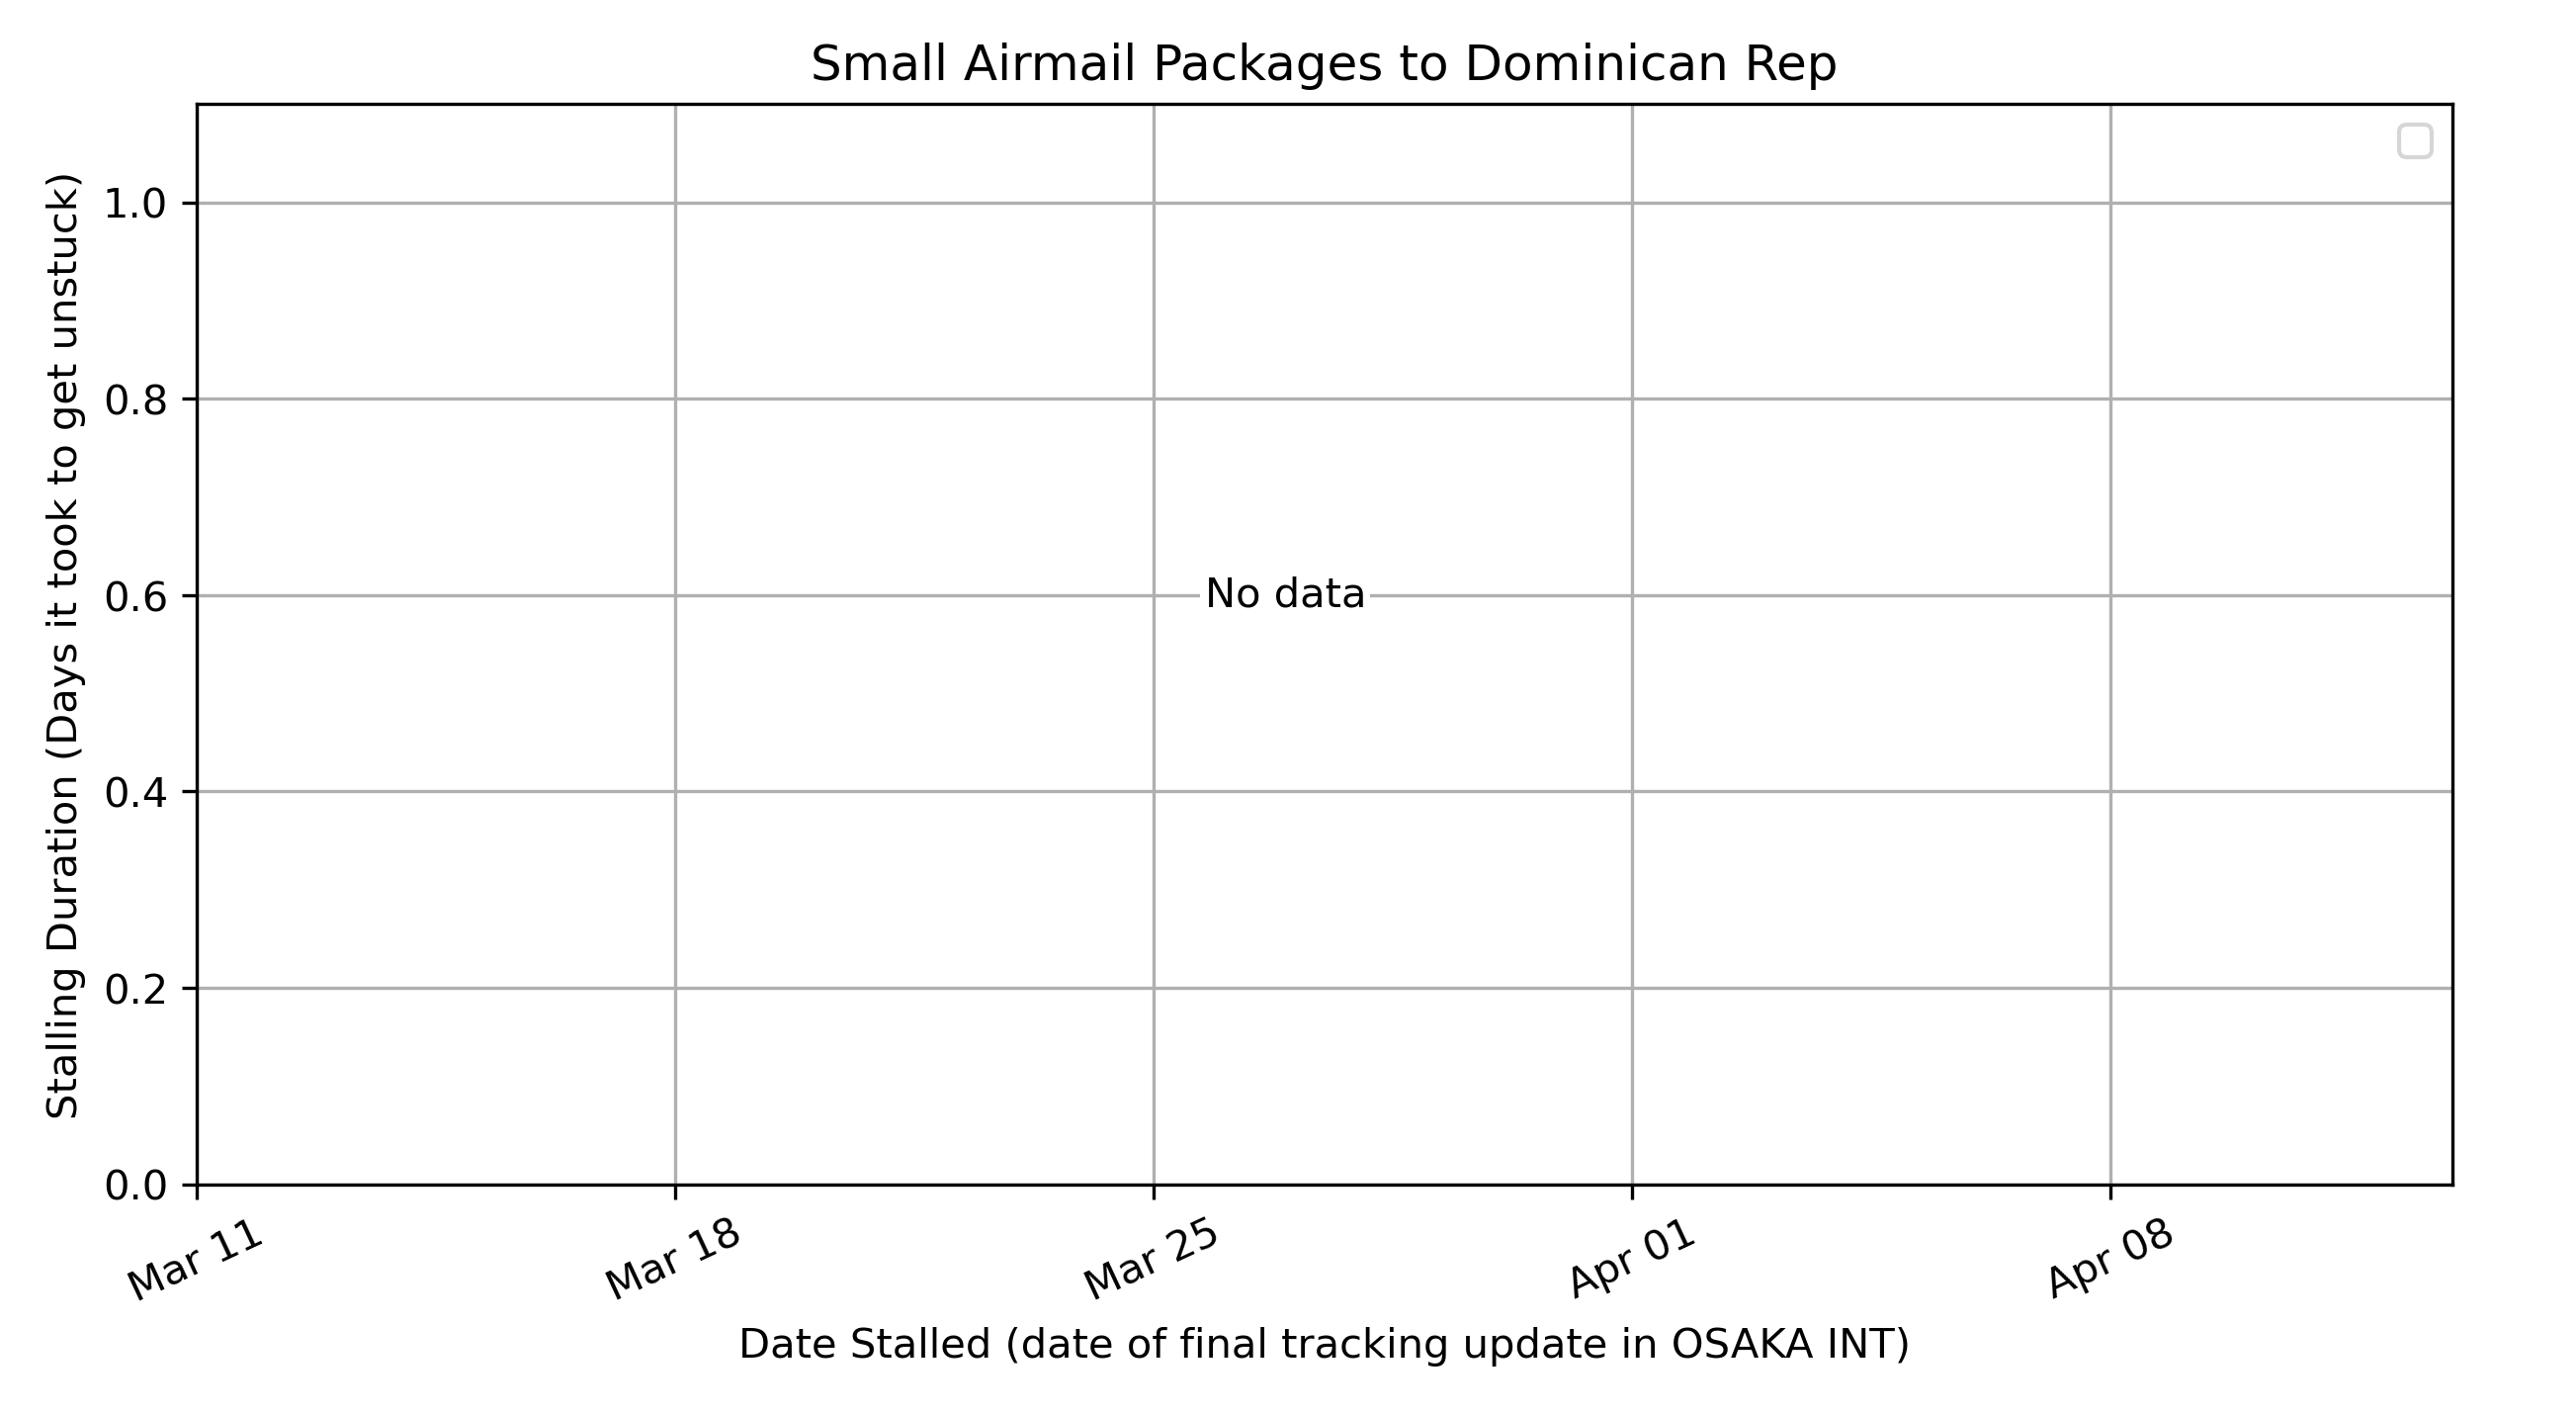 Small Airmail Packages to Dominican Rep
Stalling Duration (Days it took to get unstuck)
1.0
0.8
0.6
0.4
0.2
0.0
No data
Mar 11
Mar 18
Mar 25
Apr 01
Apr 08
Date Stalled (date of final tracking update in OSAKA INT)